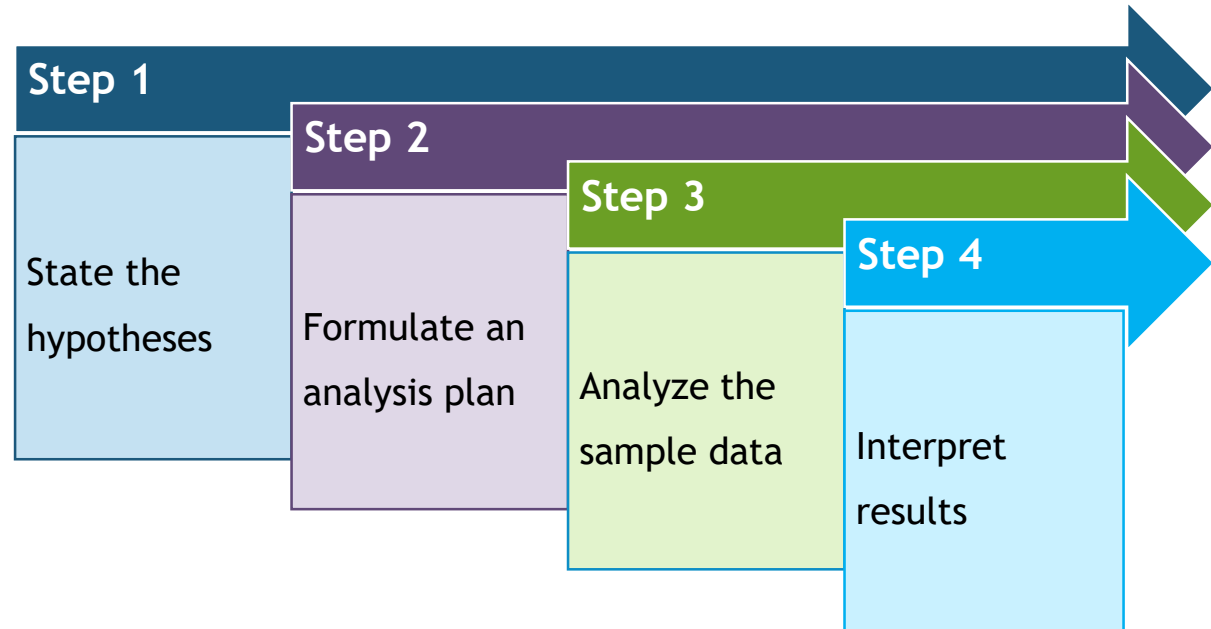 Step 1
State the
hypotheses
Step 2
Formulate an
analysis plan
Step 3
Analyze the
sample data
Step 4
Interpret
results